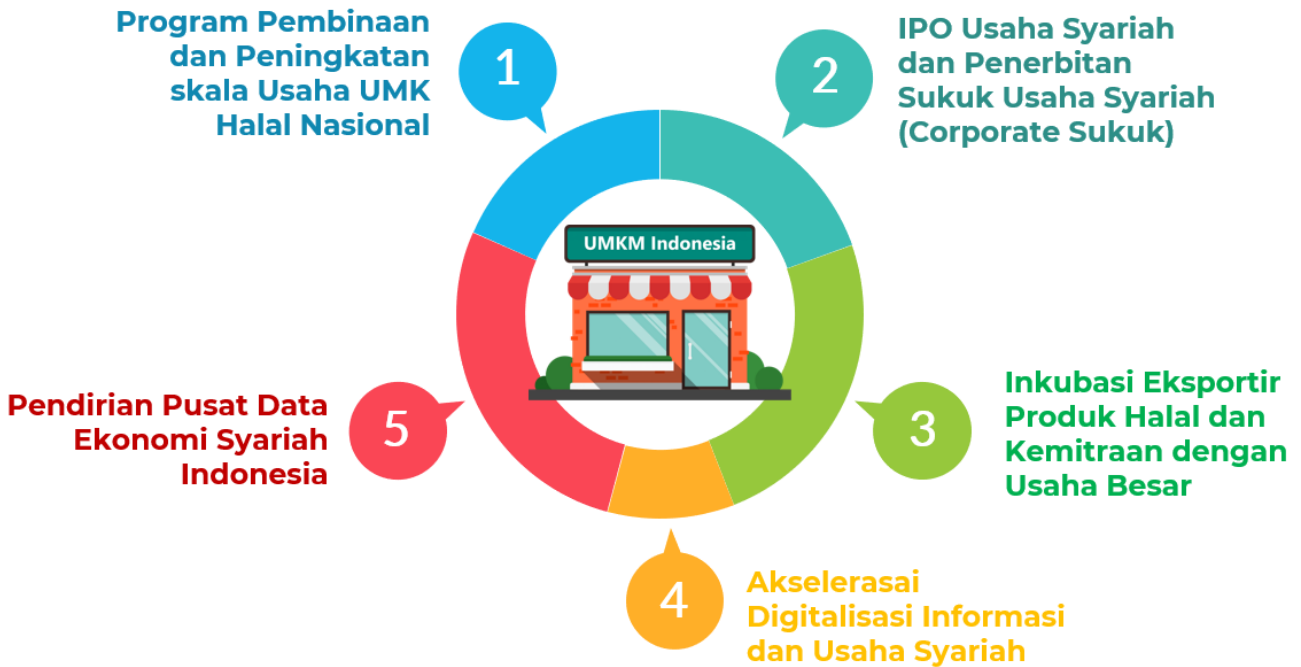 1
Program Pembinaan
dan Peningkatan
skala Usaha UMK
Halal Nasional
2
IPO Usaha Syariah
dan Penerbitan
Sukuk Usaha Syariah
(Corporate Sukuk)
UMKM Indonesia
3
Inkubasi Eksportir
Produk Halal dan
Kemitraan dengan
Usaha Besar
4
Akselerasai
Digitalisasi Informasi
dan Usaha Syariah
5
Pendirian Pusat Data
Ekonomi Syariah
Indonesia